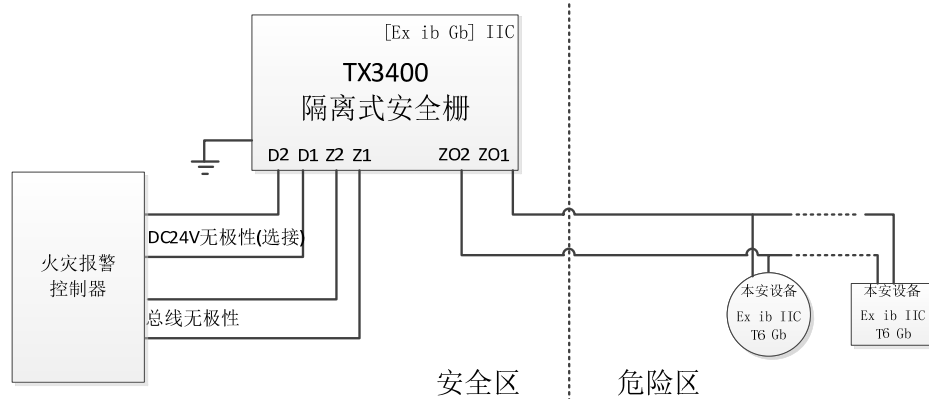 [Ex ib Gb] IIC
TX3400
隔离式安全栅
D2 D1 Z2 Z1 ZO2 ZO1
DC24V无极性(选接)
火灾报警
控制器
总线无极性
本安设备
Ex ib IIC
T6 Gb
本安设备
Ex ib IIC
T6 Gb
安全区
危险区